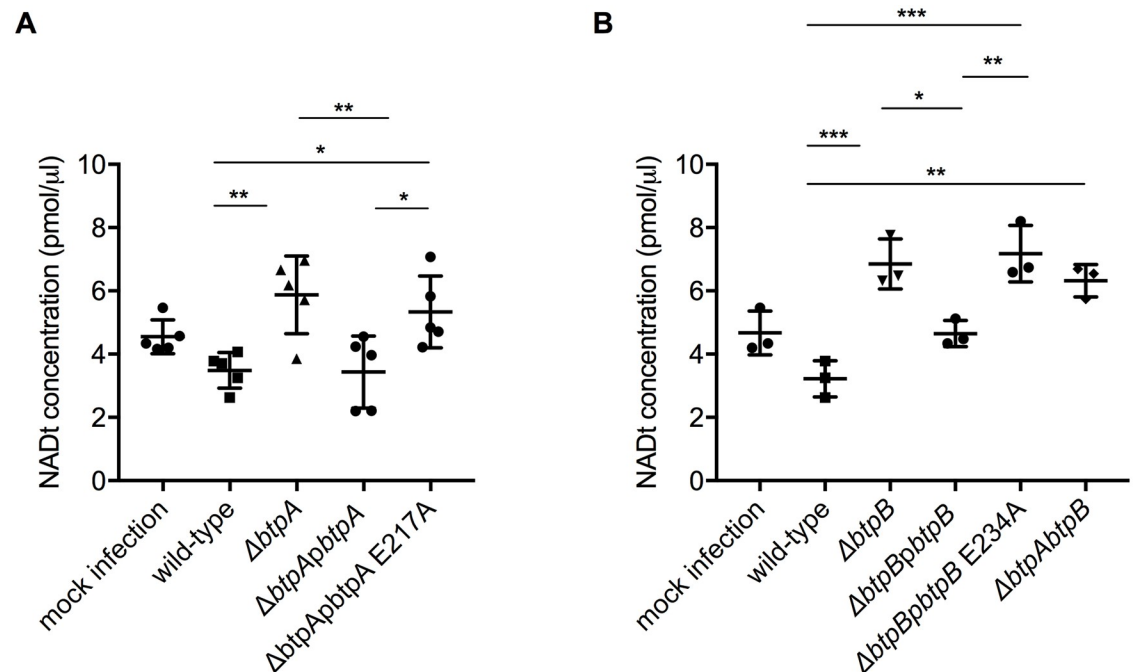 A
B
**
*
**
*
NADt concentration (pmol/µl)
10
8
6
4
2
0
mock infection
wild-type
ΔbtpA
ΔbtpApbtpA
ΔbtpApbtpA E217A
***
**
*
***
**
NADt concentration (pmol/µl)
10
8
6
4
2
0
mock infection
wild-type
ΔbtpB
ΔbtpBpbtpB
ΔbtpBpbtpB E234A
ΔbtpAbtpB